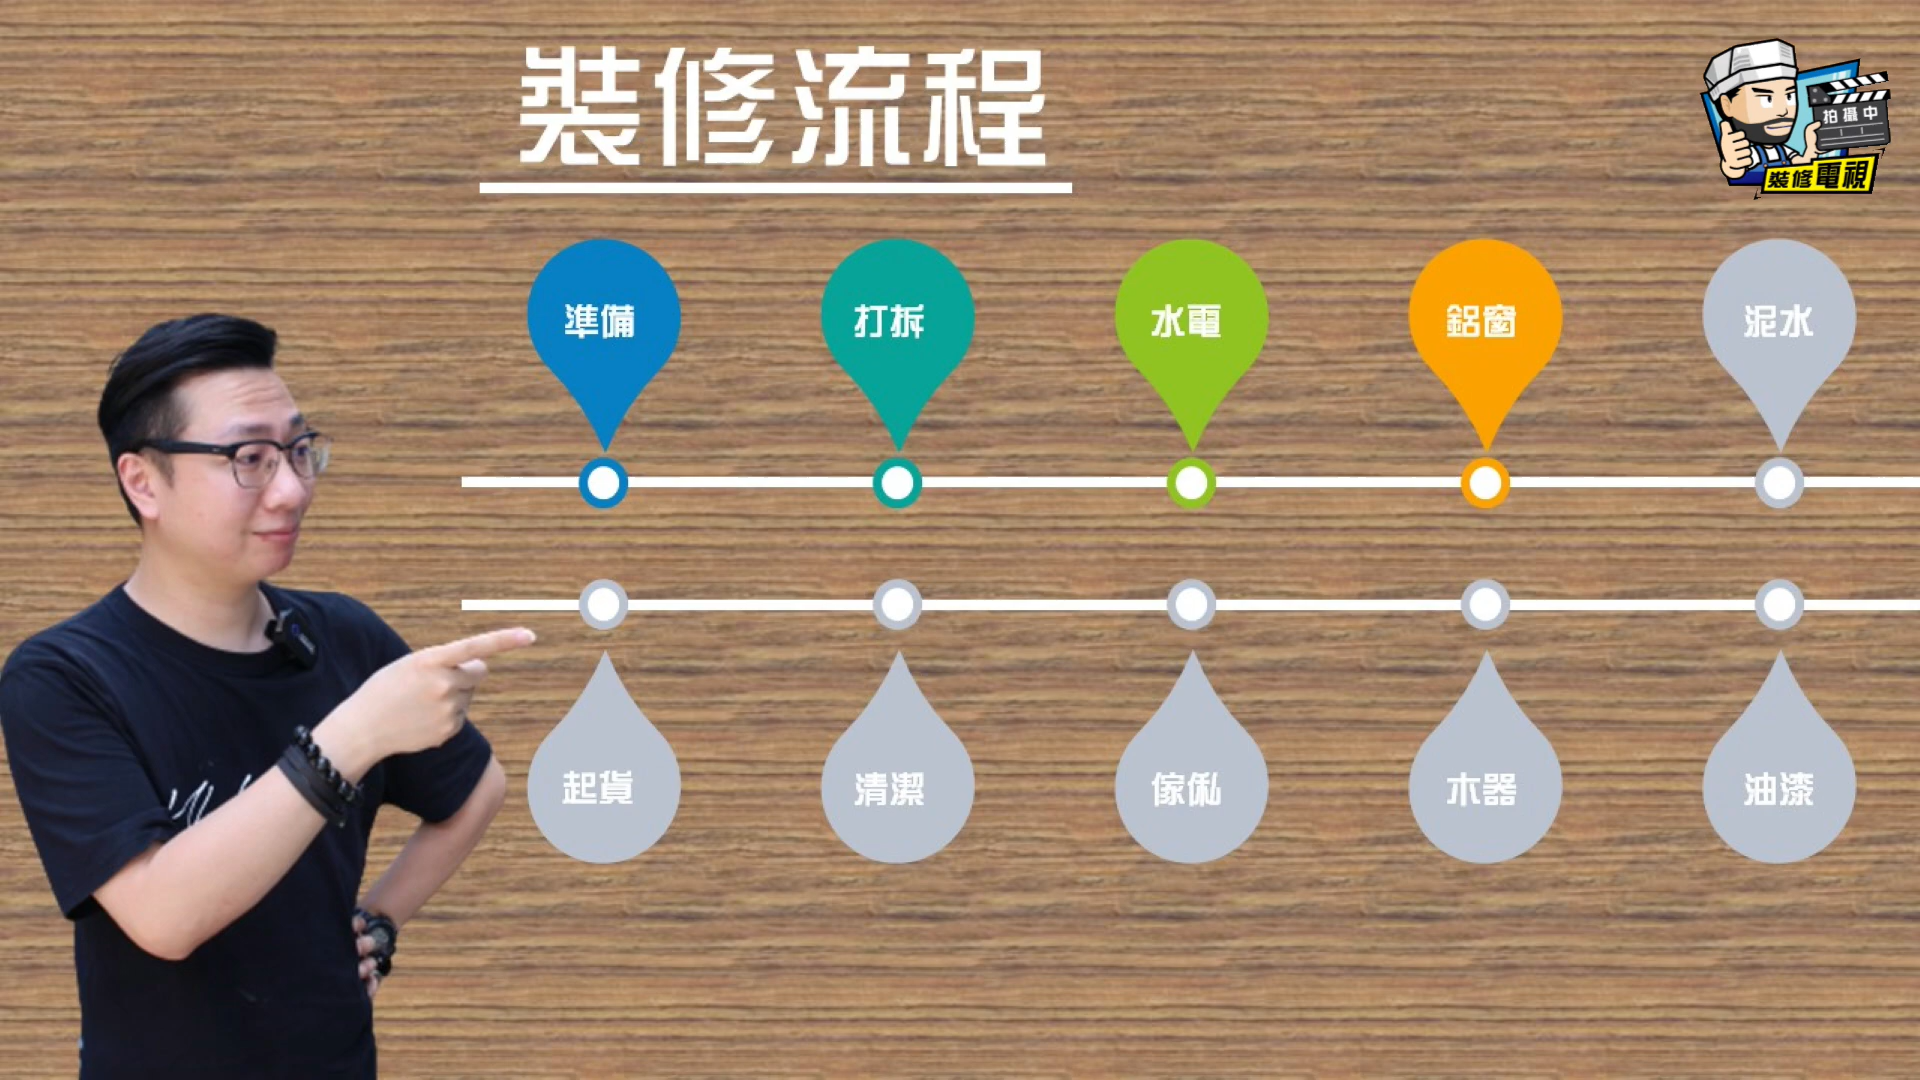 裝修流程
拍攝中
裝修電視
準備
打拆
水電
鋁窗
泥水
起貨
清潔
傢俬
木器
油漆